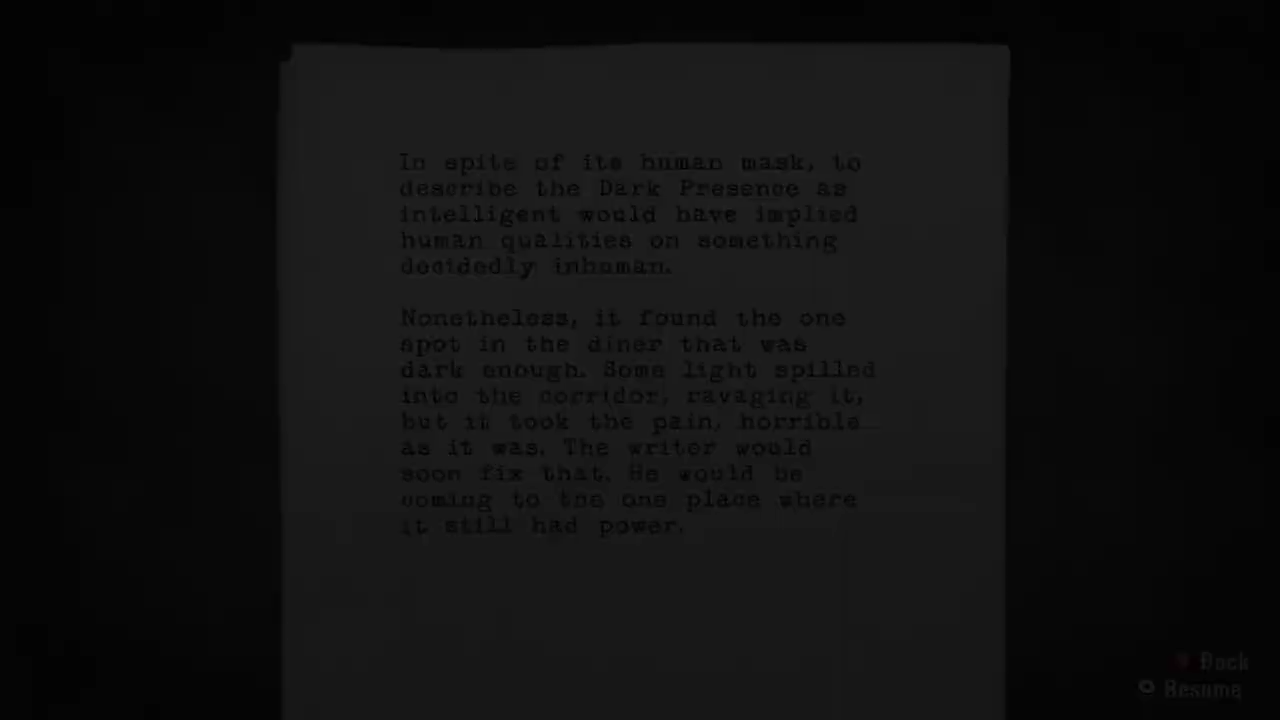 In spite of its human mask, to
describe the Dark Presence as
intelligent would have implied
human qualities on something
decidedly inhuman.
Nonetheless, it found the one
spot in the diner that was
dark enough. Some light spilled
into the corridor, ravaging it,
but it took the pain, horrible
as it was. The writer would
soon fix that. He would be
coming to the one place where
it still had power.
Back
Resume